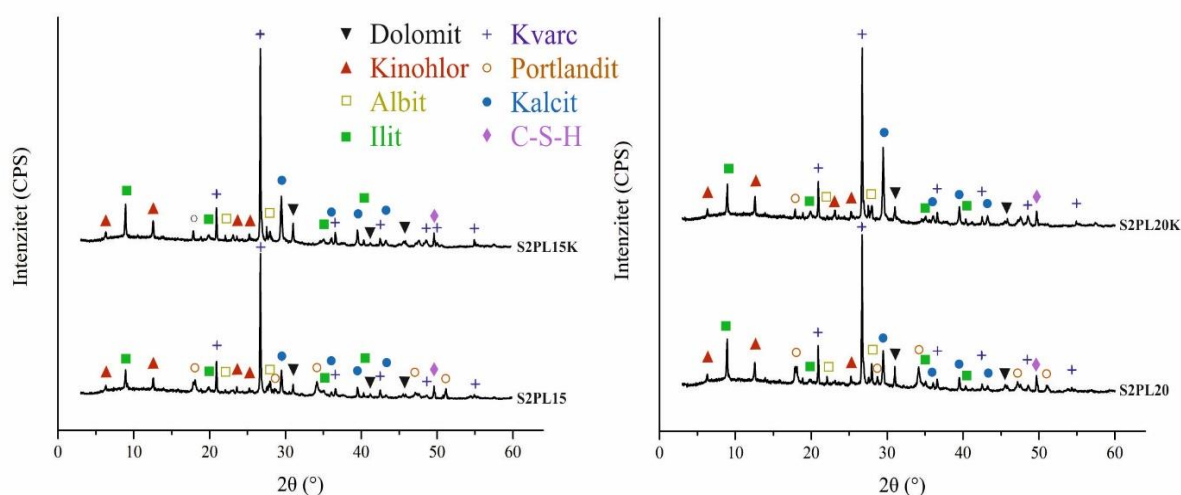 Dolomit
Kinohlor
Albit
Ilit
Kvarc
Portlandit
Kalcit
C-S-H
Intenzitet (CPS)
S2PL15K
S2PL15
0 10 20 30 40 50 60
2θ (°)
Intenzitet (CPS)
S2PL20K
S2PL20
0 10 20 30 40 50 60
2θ (°)